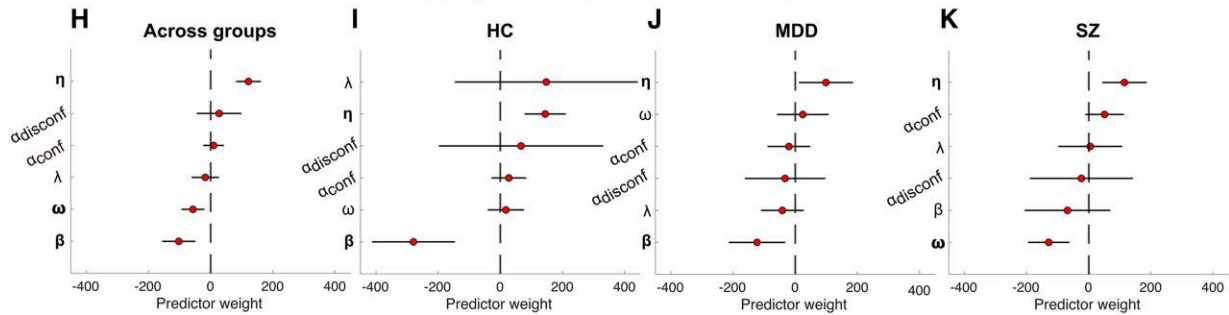 H Across groups
η
αdisconf
αconf
λ
ω
β
-400 -200 0 200 400
Predictor weight
I HC
λ
η
αdisconf
αconf
ω
β
-400 -200 0 200 400
Predictor weight
J MDD
η
ω
αconf
αdisconf
λ
β
-400 -200 0 200 400
Predictor weight
K SZ
η
αconf
λ
αdisconf
β
ω
-400 -200 0 200 400
Predictor weight